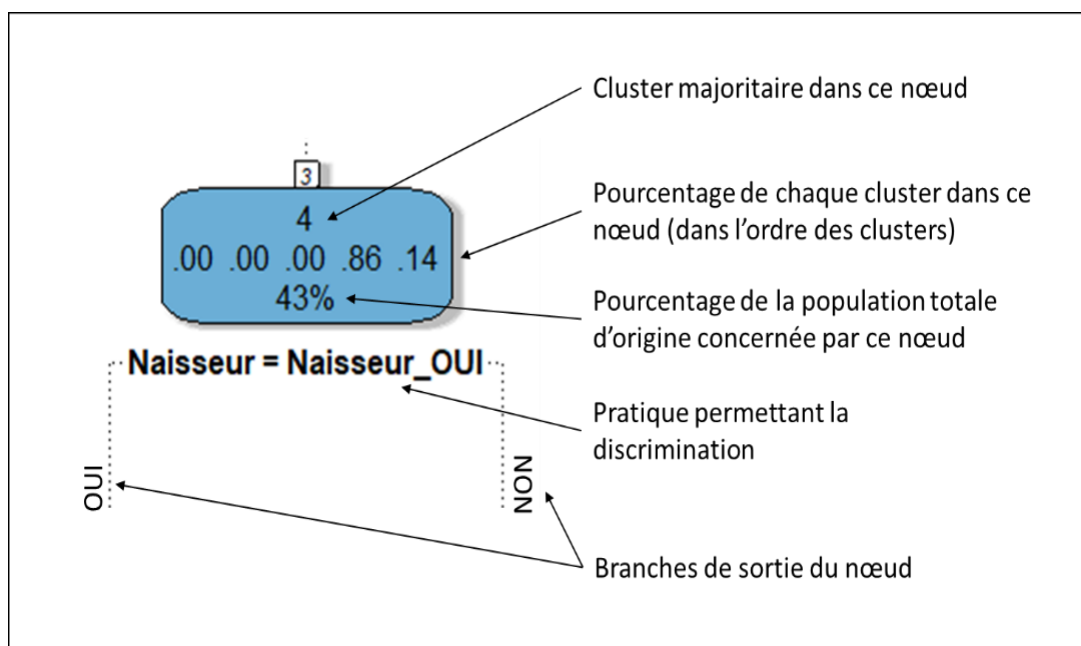 Cluster majoritaire dans ce nœud
3
4
.00 .00 .00 .86 .14
43%
Pourcentage de chaque cluster dans ce
nœud (dans l'ordre des clusters)
Pourcentage de la population totale
d'origine concernée par ce nœud
Naisseur = Naisseur_OUI
Pratique permettant la
discrimination
OUI
NON
Branches de sortie du nœud